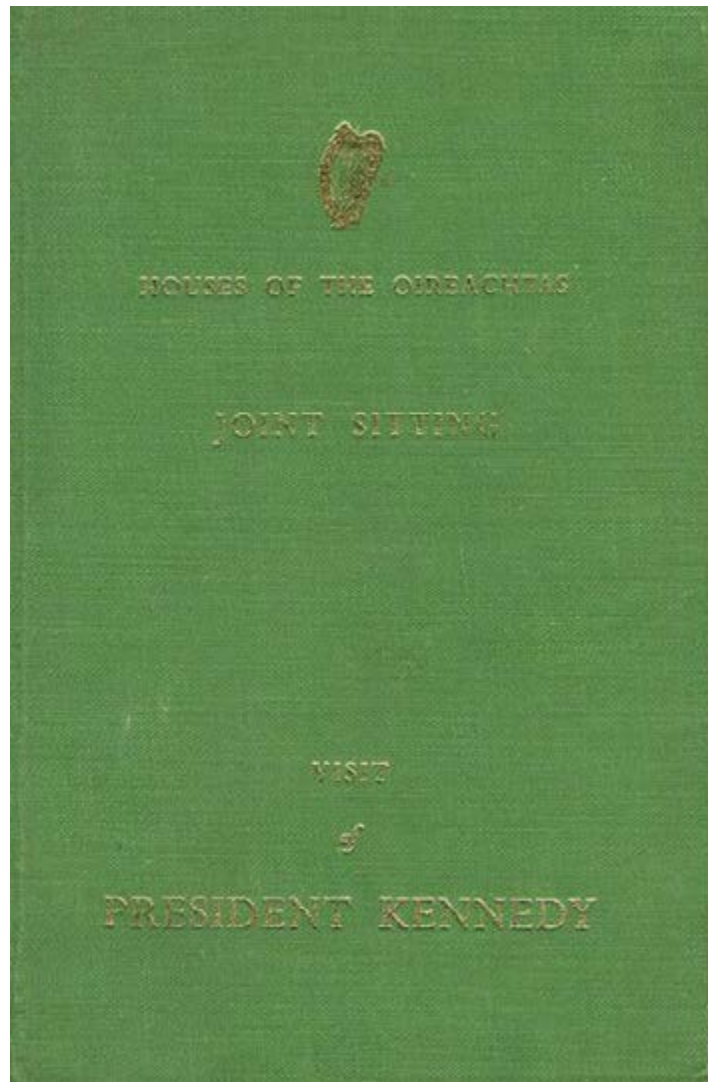 HOUSES OF THE OIREACHTAS
JOINT SITTING
VISIT
of
PRESIDENT KENNEDY